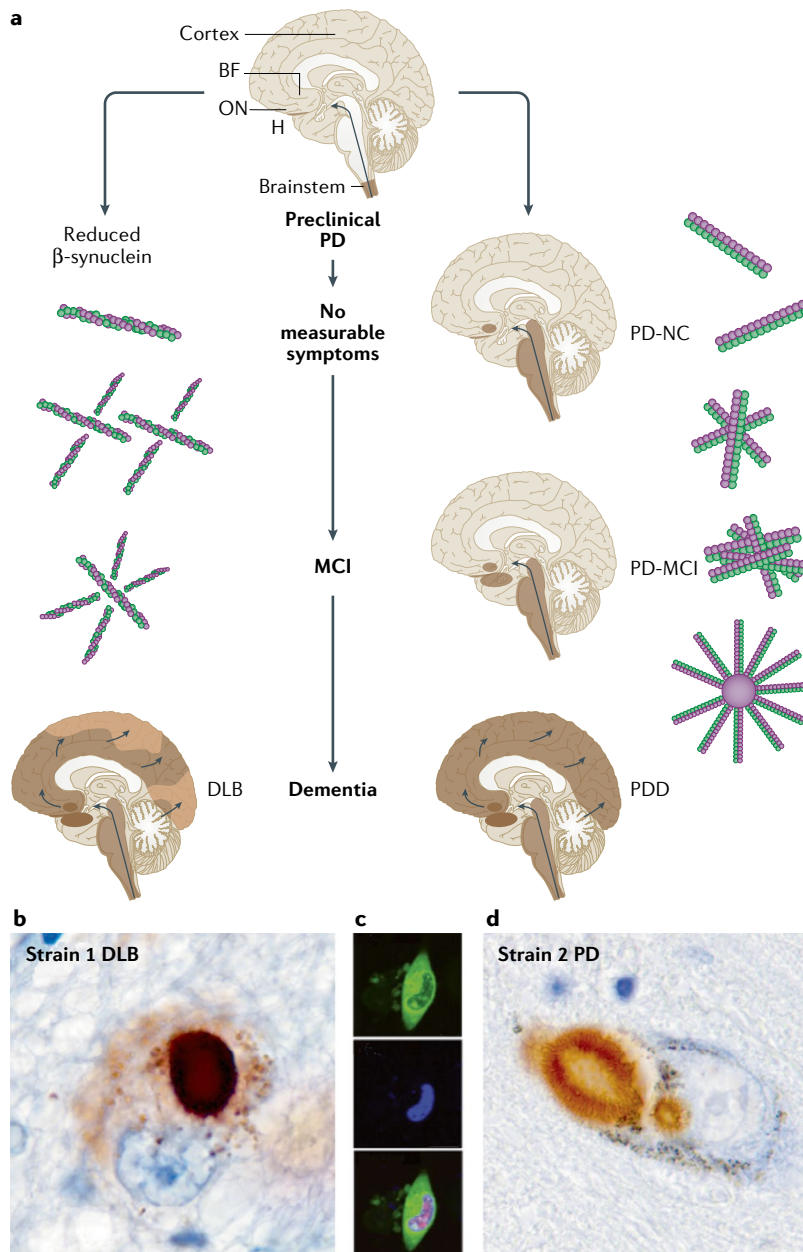 a
Cortex
BF
ON
H
Brainstem
Preclinical
PD
Reduced
β-synuclein
No
measurable
symptoms
PD-NC
MCI
PD-MCI
DLB
Dementia
PDD
b
Strain 1 DLB
c
d
Strain 2 PD